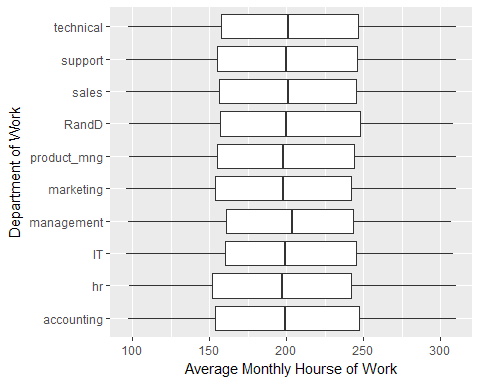 technical
support
sales
RandD
product_mng
marketing
management
IT
hr
accounting
Department of Work
100 150 200 250 300
Average Monthly Hourse of Work